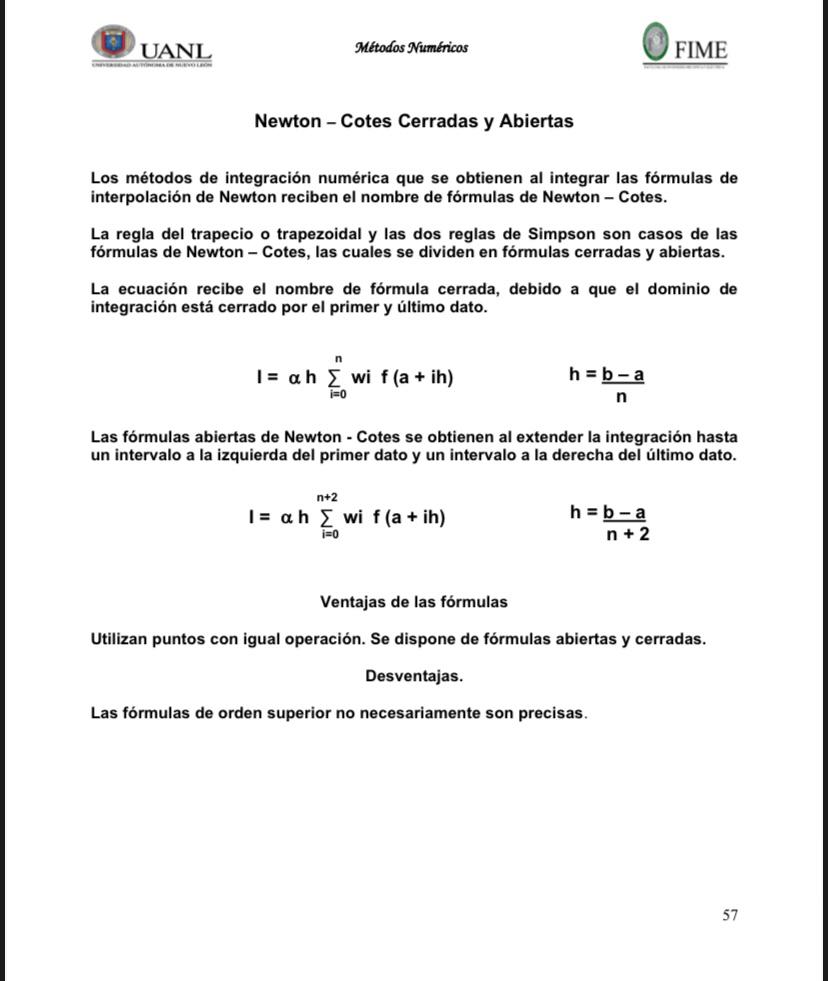 UANL
UNIVERSIDAD AUTÓNOMA DE NUEVO LEÓN
Métodos Numéricos
FIME
Newton – Cotes Cerradas y Abiertas
Los métodos de integración numérica que se obtienen al integrar las fórmulas de
interpolación de Newton reciben el nombre de fórmulas de Newton – Cotes.
La regla del trapecio o trapezoidal y las dos reglas de Simpson son casos de las
fórmulas de Newton – Cotes, las cuales se dividen en fórmulas cerradas y abiertas.
La ecuación recibe el nombre de fórmula cerrada, debido a que el dominio de
integración está cerrado por el primer y último dato.
n
I = α h Σ wi f (a + ih)
i=0
h = b – a
n
Las fórmulas abiertas de Newton - Cotes se obtienen al extender la integración hasta
un intervalo a la izquierda del primer dato y un intervalo a la derecha del último dato.
n+2
I = α h Σ wi f (a + ih)
i=0
h = b – a
n + 2
Ventajas de las fórmulas
Utilizan puntos con igual operación. Se dispone de fórmulas abiertas y cerradas.
Desventajas.
Las fórmulas de orden superior no necesariamente son precisas.
57